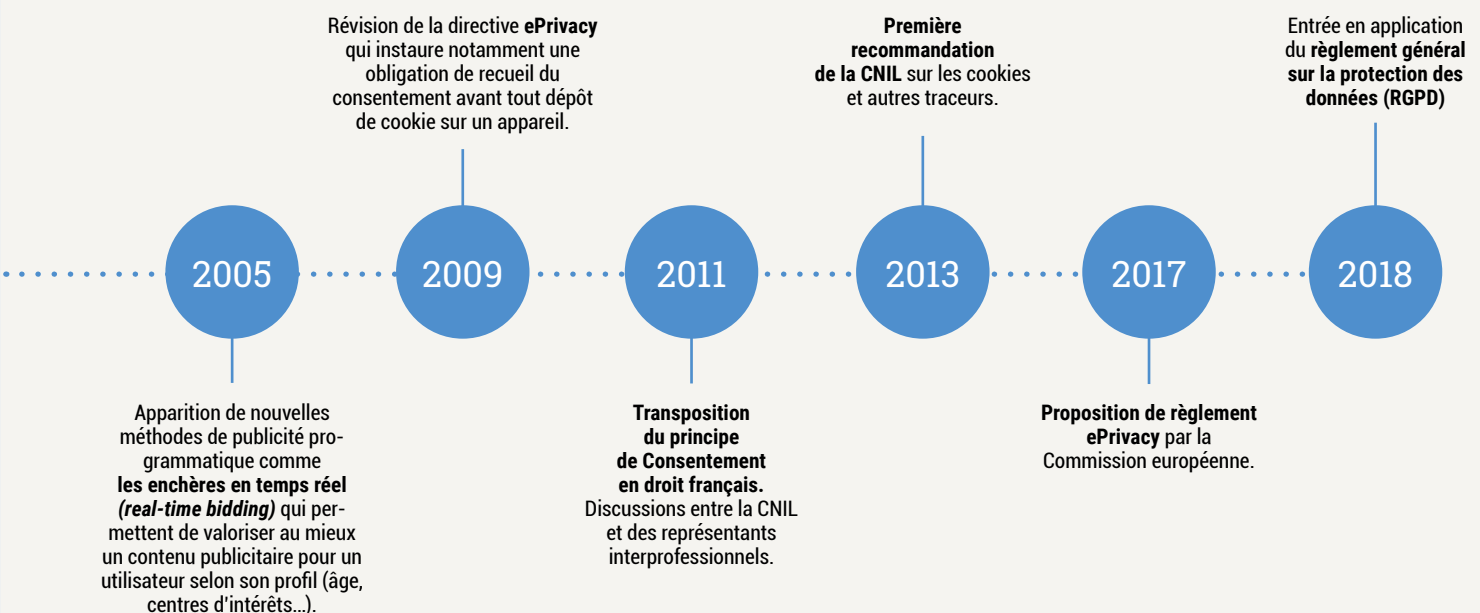 2005
Apparition de nouvelles
méthodes de publicité pro-
grammatique comme
les enchères en temps réel
(real-time bidding) qui per-
mettent de valoriser au mieux
un contenu publicitaire pour un
utilisateur selon son profil (âge,
centres d'intérêts...).
Révision de la directive ePrivacy
qui instaure notamment une
obligation de recueil du
consentement avant tout dépôt
de cookie sur un appareil.
2009
2011
Transposition
du principe
de Consentement
en droit français.
Discussions entre la CNIL
et des représentants
interprofessionnels.
Première
recommandation
de la CNIL sur les cookies
et autres traceurs.
2013
2017
Proposition de règlement
ePrivacy par la
Commission européenne.
Entrée en application
du règlement général
sur la protection des
données (RGPD)
2018